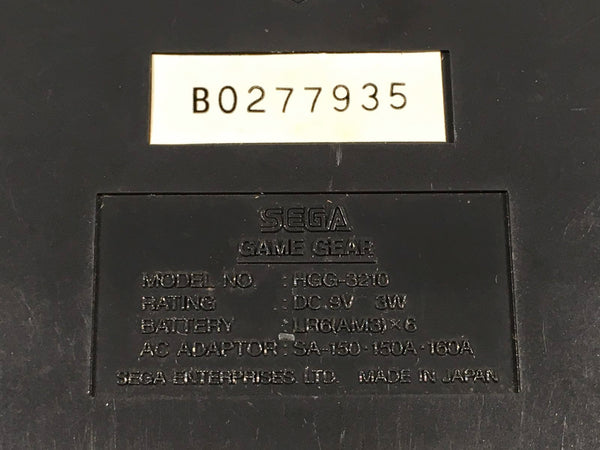 B0277935
SEGA
GAME GEAR
MODEL NO. : HGG-3210
RATING : DC 9V 3W
BATTERY : LR6(AM3)×6
AC ADAPTOR : SA-150·150A·160A
SEGA ENTERPRISES, LTD. MADE IN JAPAN